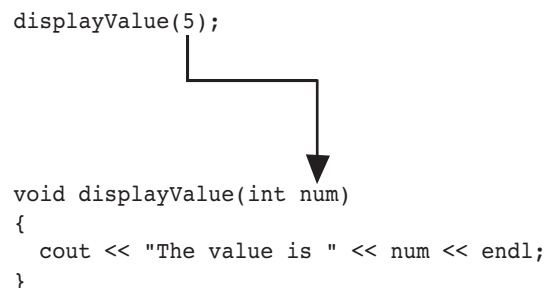 displayValue(5);
void displayValue(int num)
{
cout << "The value is " << num << endl;
}